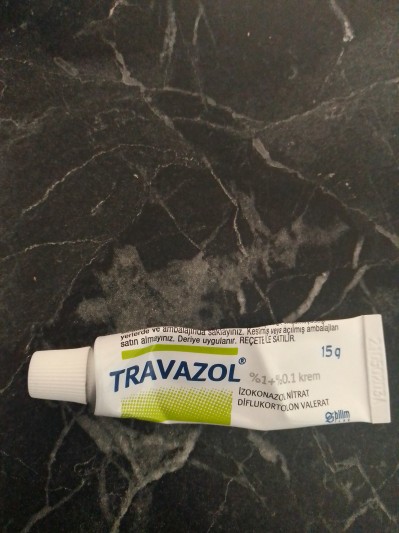 yerlerde ve ambalajında saklayınız. Kesilmiş veya açılmış ambalajları
satın almayınız. Deriye uygulanır. REÇETE İLE SATILIR.
15 g
TRAVAZOL®
%1+%0.1 krem
İZOKONAZOL NİTRAT
DİFLUKORTOLON VALERAT
bilim